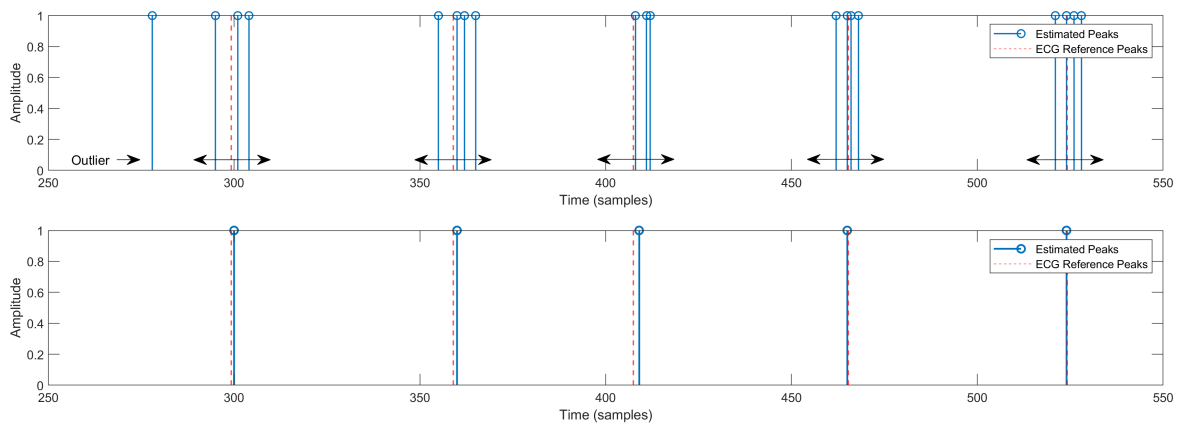 1
0.8
0.6
0.4
0.2
0
Amplitude
Outlier
Estimated Peaks
ECG Reference Peaks
250 300 350 400 450 500 550
Time (samples)
1
0.8
0.6
0.4
0.2
0
Amplitude
Estimated Peaks
ECG Reference Peaks
250 300 350 400 450 500 550
Time (samples)